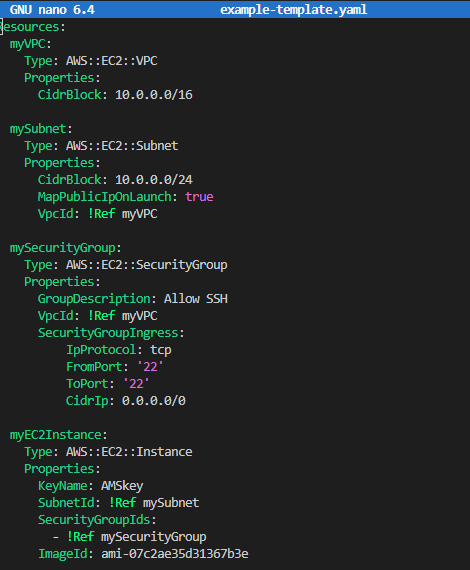 GNU nano 6.4 example-template.yaml
Resources:
  myVPC:
    Type: AWS::EC2::VPC
    Properties:
      CidrBlock: 10.0.0.0/16

  mySubnet:
    Type: AWS::EC2::Subnet
    Properties:
      CidrBlock: 10.0.0.0/24
      MapPublicIpOnLaunch: true
      VpcId: !Ref myVPC

  mySecurityGroup:
    Type: AWS::EC2::SecurityGroup
    Properties:
      GroupDescription: Allow SSH
      VpcId: !Ref myVPC
      SecurityGroupIngress:
          IpProtocol: tcp
          FromPort: '22'
          ToPort: '22'
          CidrIp: 0.0.0.0/0

  myEC2Instance:
    Type: AWS::EC2::Instance
    Properties:
      KeyName: AMSkey
      SubnetId: !Ref mySubnet
      SecurityGroupIds:
        - !Ref mySecurityGroup
      ImageId: ami-07c2ae35d31367b3e